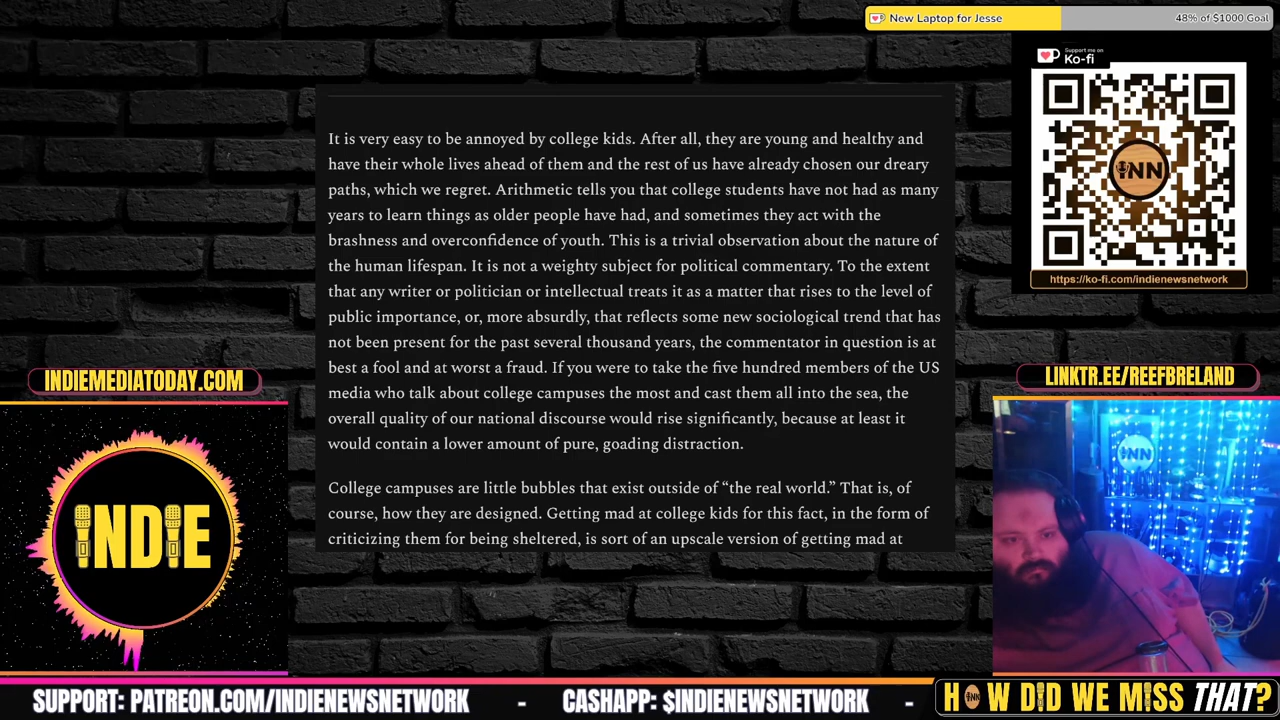 New Laptop for Jesse
48% of $1000 Goal
Support me on
Ko-fi
iNN
https://ko-fi.com/indienewsnetwork
It is very easy to be annoyed by college kids. After all, they are young and healthy and
have their whole lives ahead of them and the rest of us have already chosen our dreary
paths, which we regret. Arithmetic tells you that college students have not had as many
years to learn things as older people have had, and sometimes they act with the
brashness and overconfidence of youth. This is a trivial observation about the nature of
the human lifespan. It is not a weighty subject for political commentary. To the extent
that any writer or politician or intellectual treats it as a matter that rises to the level of
public importance, or, more absurdly, that reflects some new sociological trend that has
not been present for the past several thousand years, the commentator in question is at
best a fool and at worst a fraud. If you were to take the five hundred members of the US
media who talk about college campuses the most and cast them all into the sea, the
overall quality of our national discourse would rise significantly, because at least it
would contain a lower amount of pure, goading distraction.
College campuses are little bubbles that exist outside of “the real world.” That is, of
course, how they are designed. Getting mad at college kids for this fact, in the form of
criticizing them for being sheltered, is sort of an upscale version of getting mad at
INDIEMEDIATODAY.COM
iNDiE
LINKTR.EE/REEFBRELAND
iNN
SUPPORT: PATREON.COM/INDIENEWSNETWORK - CASHAPP: $INDIENEWSNETWORK -
HOW DiD WE MiSS THAT?